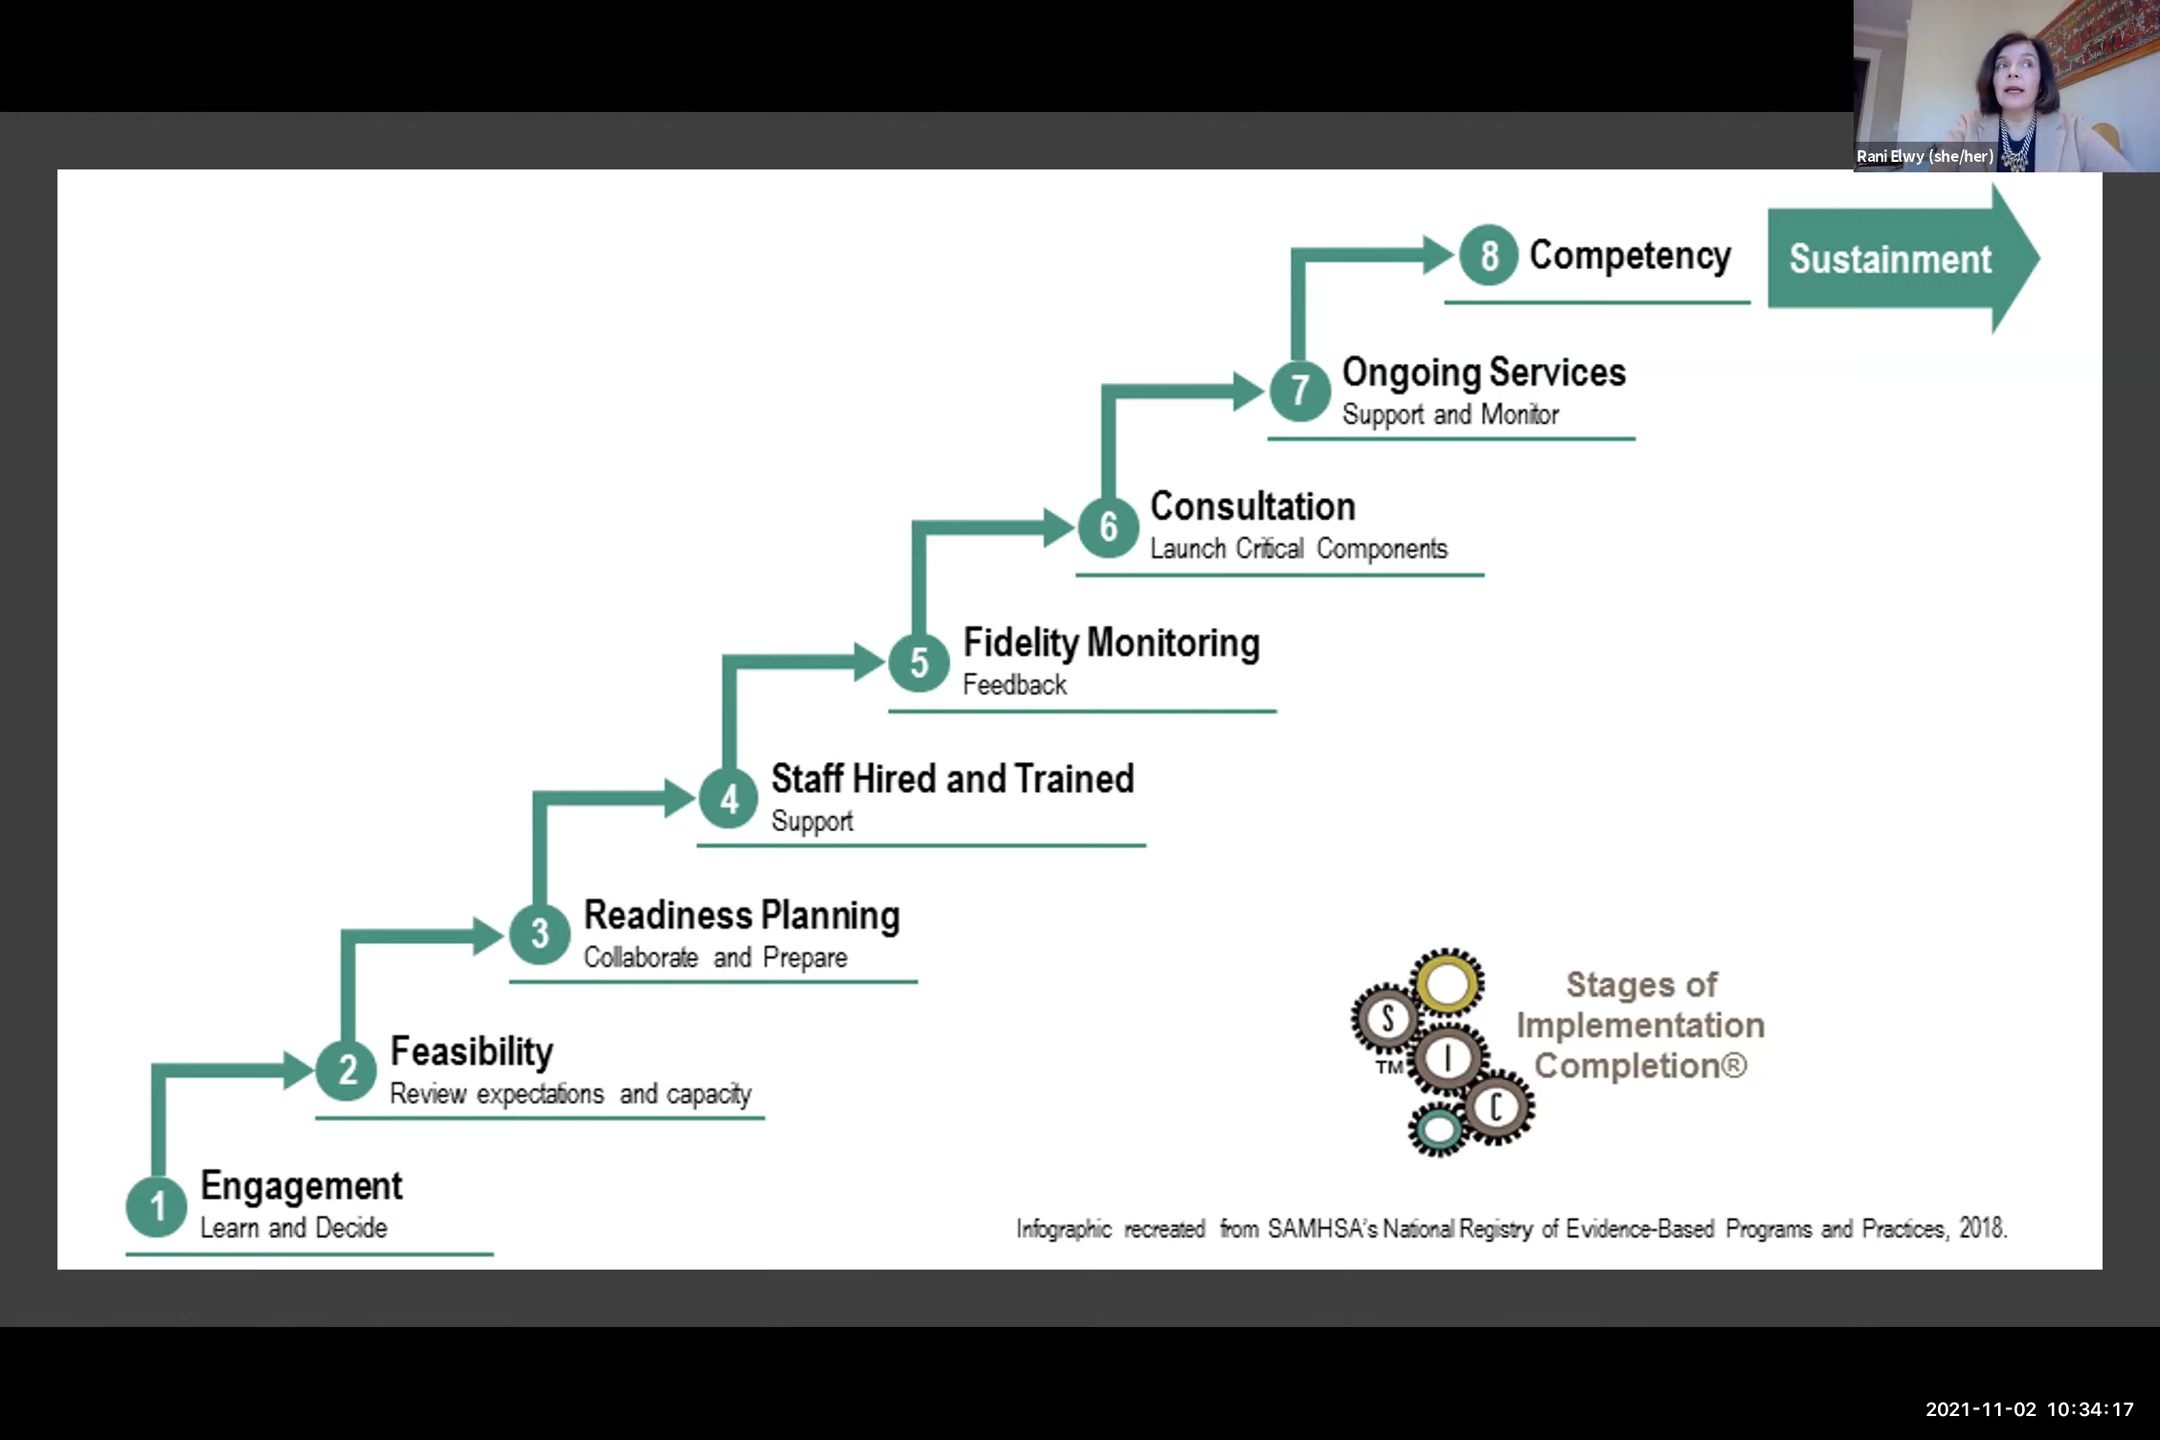 Rani Elwy (she/her)
8 Competency
Sustainment
7 Ongoing Services
Support and Monitor
6 Consultation
Launch Critical Components
5 Fidelity Monitoring
Feedback
4 Staff Hired and Trained
Support
3 Readiness Planning
Collaborate and Prepare
2 Feasibility
Review expectations and capacity
1 Engagement
Learn and Decide
S
I
C
TM
Stages of
Implementation
Completion®
Infographic recreated from SAMHSA's National Registry of Evidence-Based Programs and Practices, 2018.
2021-11-02 10:34:17